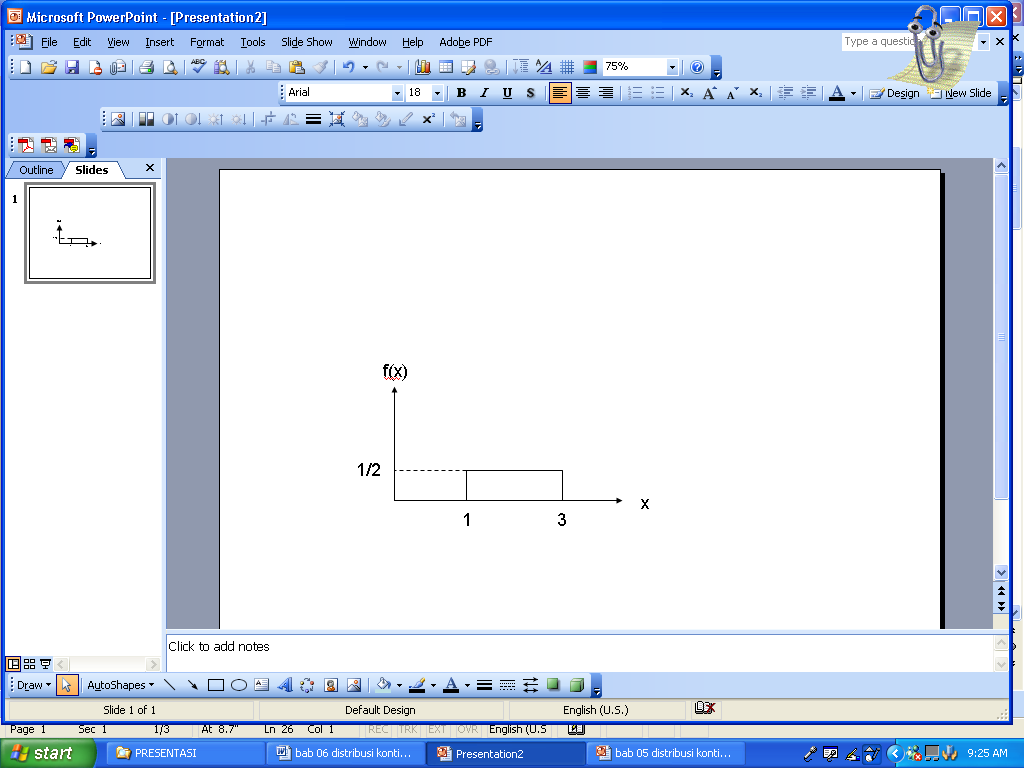 Microsoft PowerPoint - [Presentation2]
File Edit View Insert Format Tools Slide Show Window Help Adobe PDF
Type a questi
75%
Arial 18 B I U S Design New Slide
Outline Slides
1
f(x)
1/2
x
1 3
Click to add notes
Draw AutoShapes
Slide 1 of 1 Default Design English (U.S.)
Page 1 Sec 1 1/3 At 8.7" Ln 26 Col 1 REC TRK EXT OVR English (U.S
start PRESENTASI bab 06 distribusi konti... Presentation2 bab 05 distribusi konti... 9:25 AM